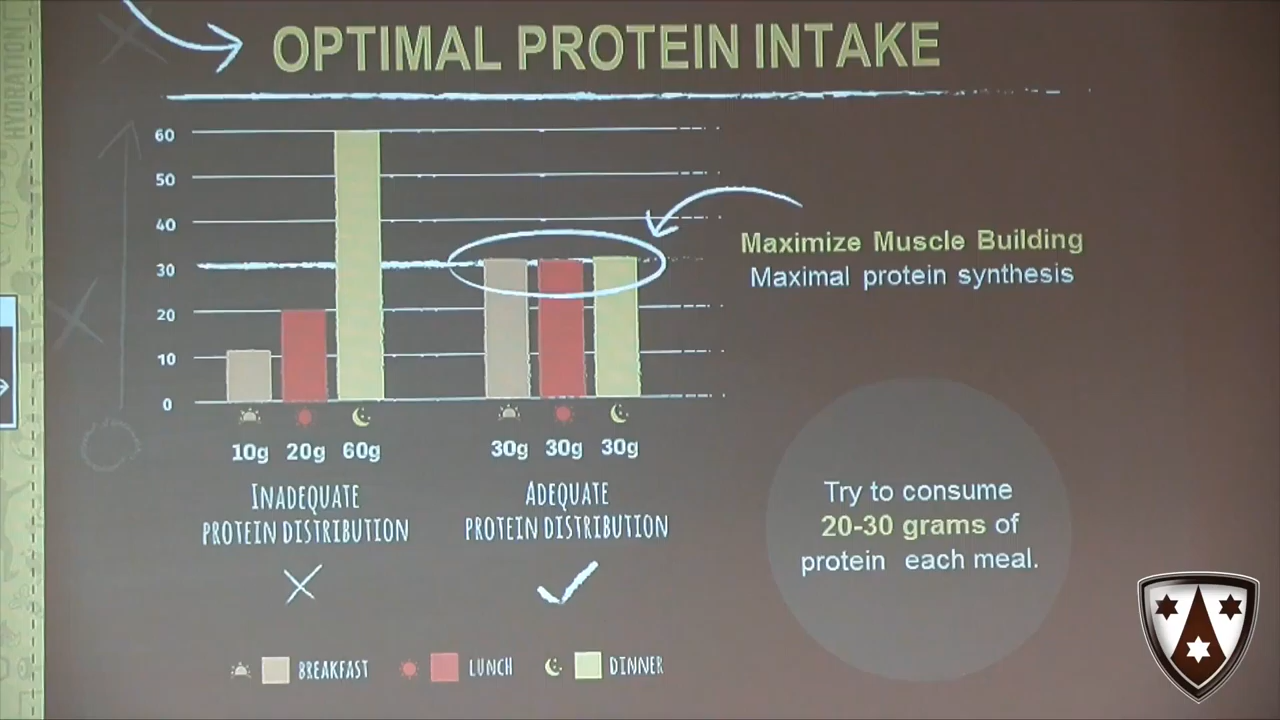 HYDRATION
OPTIMAL PROTEIN INTAKE
60
50
40
30
20
10
0
10g 20g 60g
30g 30g 30g
INADEQUATE
PROTEIN DISTRIBUTION
ADEQUATE
PROTEIN DISTRIBUTION
Maximize Muscle Building
Maximal protein synthesis
Try to consume
20-30 grams of
protein each meal.
BREAKFAST LUNCH DINNER